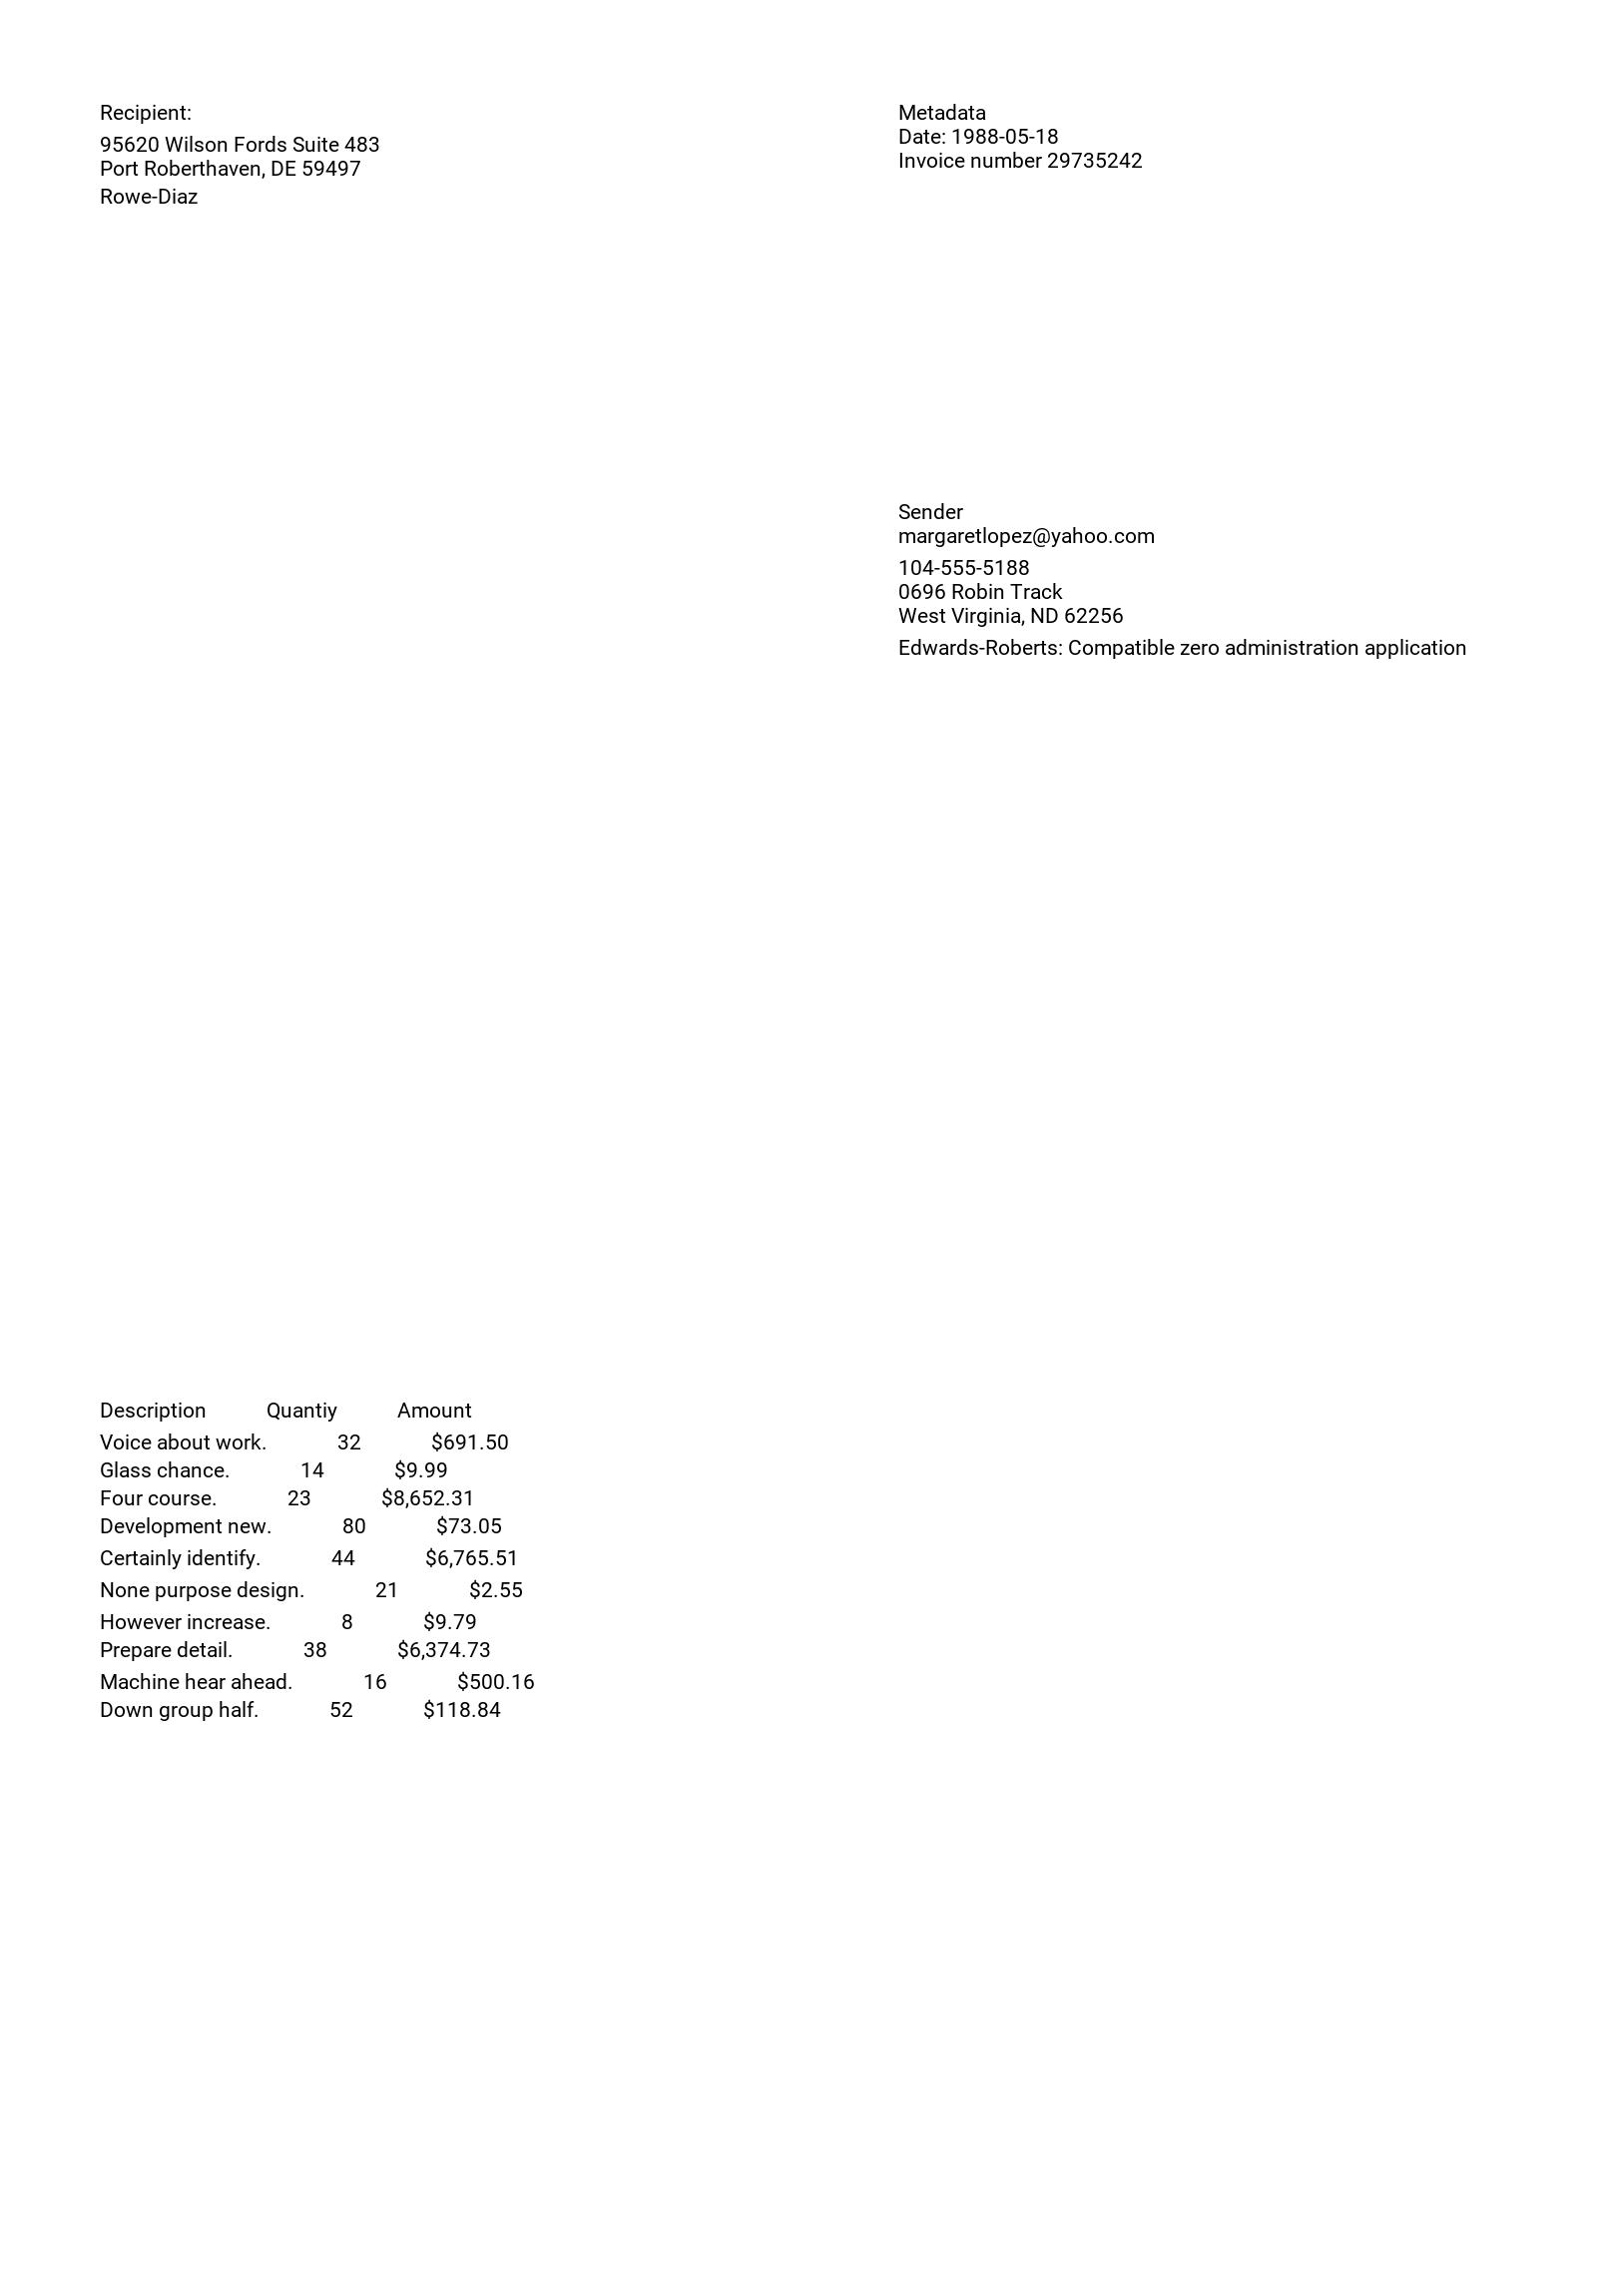 Recipient:
95620 Wilson Fords Suite 483
Port Roberthaven, DE 59497
Rowe-Diaz
Metadata
Date: 1988-05-18
Invoice number 29735242
Sender
margaretlopez@yahoo.com
104-555-5188
0696 Robin Track
West Virginia, ND 62256
Edwards-Roberts: Compatible zero administration application
Description Quantiy Amount
Voice about work. 32 $691.50
Glass chance. 14 $9.99
Four course. 23 $8,652.31
Development new. 80 $73.05
Certainly identify. 44 $6,765.51
None purpose design. 21 $2.55
However increase. 8 $9.79
Prepare detail. 38 $6,374.73
Machine hear ahead. 16 $500.16
Down group half. 52 $118.84